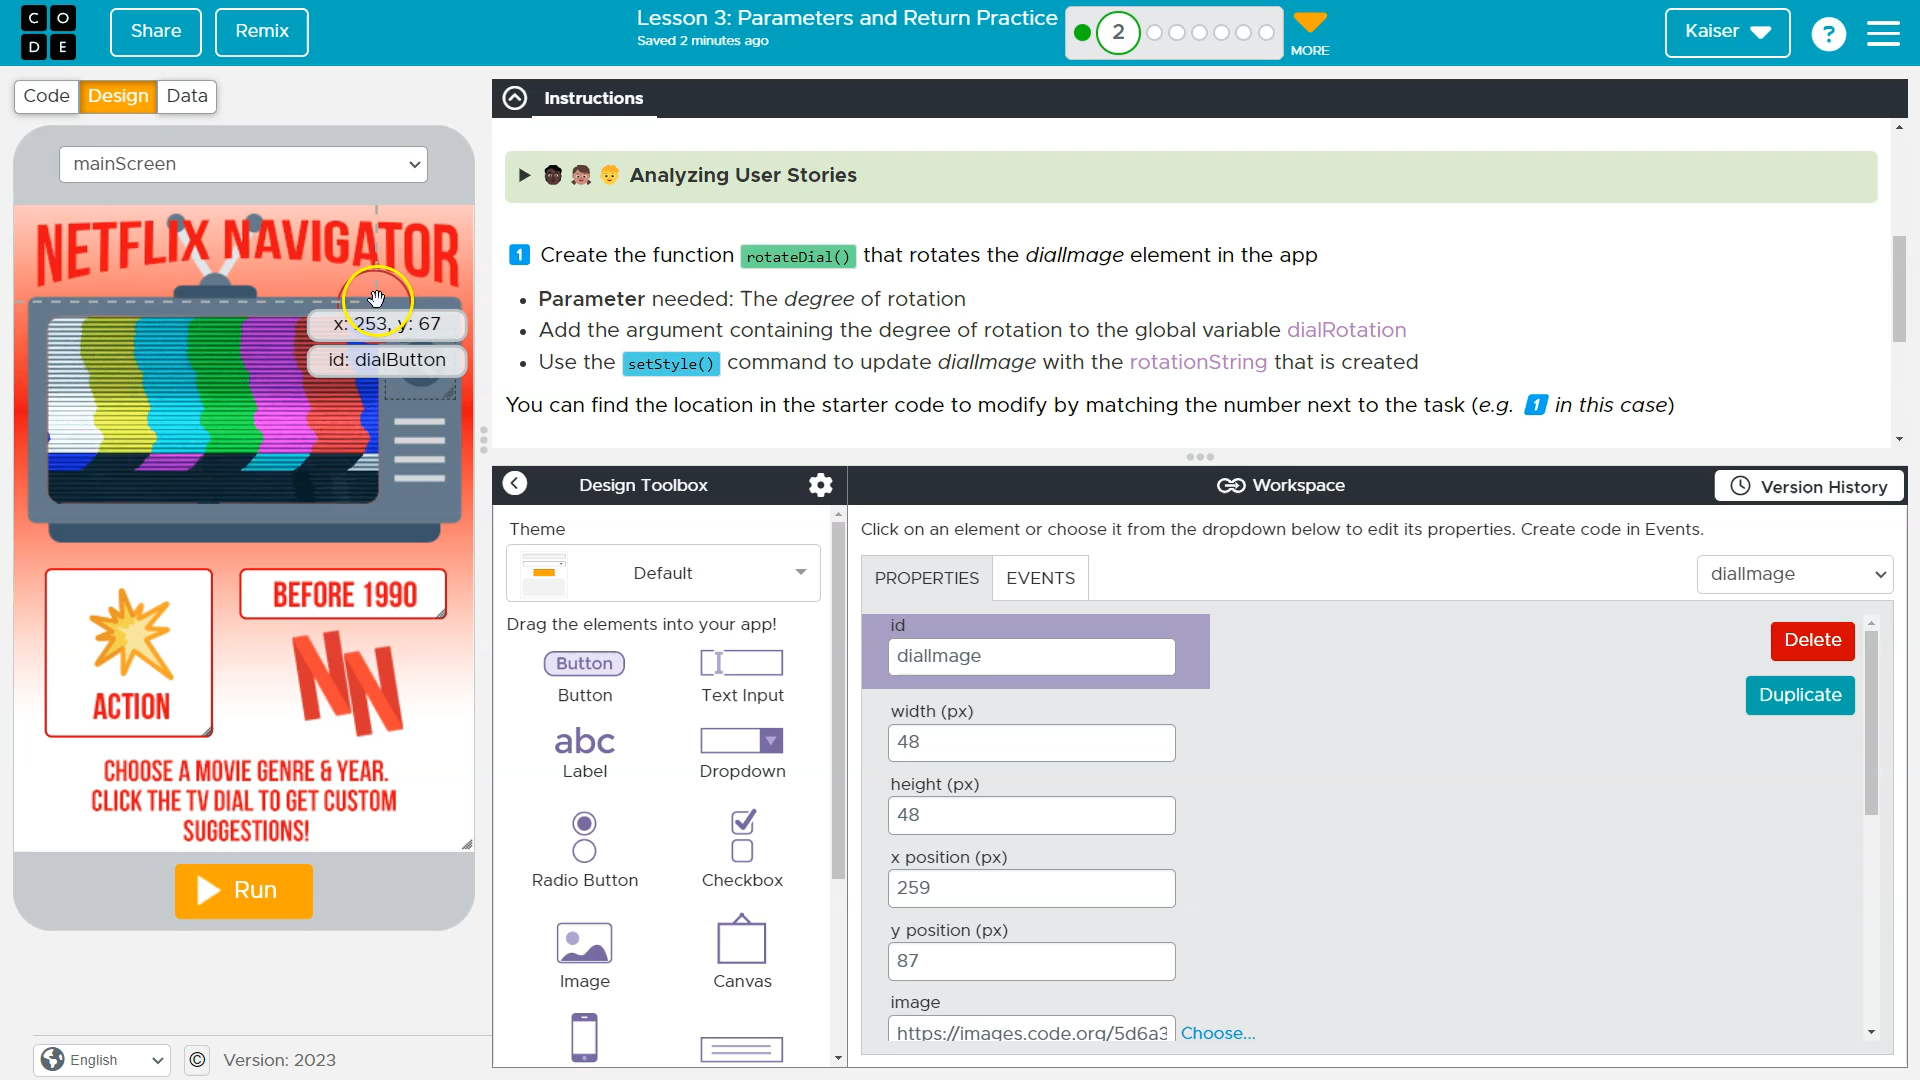 C O
D E
Share
Remix
Lesson 3: Parameters and Return Practice
Saved 2 minutes ago
2
MORE
Kaiser
?
Code
Design
Data
Instructions
mainScreen
Analyzing User Stories
NETFLIX NAVIGATOR
x: 253, y: 67
id: dialButton
1 Create the function rotateDial() that rotates the dialImage element in the app
• Parameter needed: The degree of rotation
• Add the argument containing the degree of rotation to the global variable dialRotation
• Use the setStyle() command to update dialImage with the rotationString that is created
You can find the location in the starter code to modify by matching the number next to the task (e.g. 1 in this case)
Design Toolbox
Workspace
Version History
Theme
Default
Click on an element or choose it from the dropdown below to edit its properties. Create code in Events.
PROPERTIES
EVENTS
dialImage
Drag the elements into your app!
Button
Button
Text Input
abc
Label
Dropdown
Radio Button
Checkbox
Image
Canvas
id
dialImage
Delete
Duplicate
width (px)
48
height (px)
48
x position (px)
259
y position (px)
87
image
https://images.code.org/5d6a3
Choose...
BEFORE 1990
ACTION
NN
CHOOSE A MOVIE GENRE & YEAR.
CLICK THE TV DIAL TO GET CUSTOM
SUGGESTIONS!
Run
English
©
Version: 2023